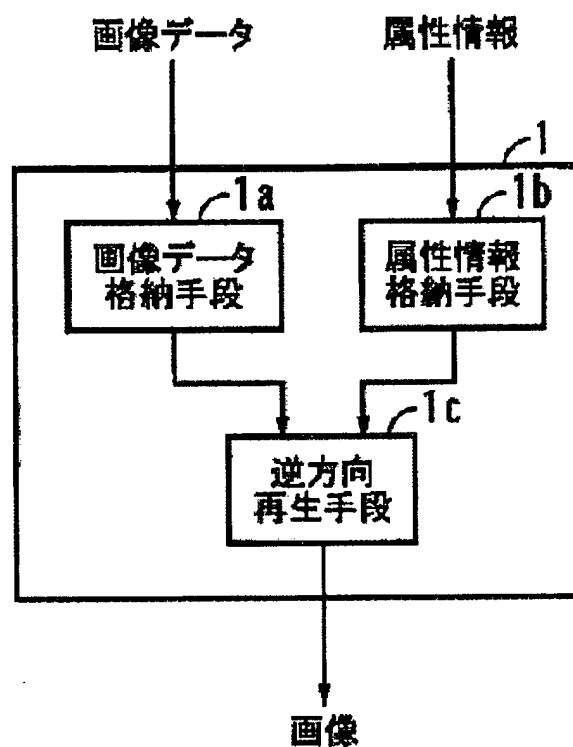 画像データ
属性情報
1
1a
1b
画像データ
格納手段
属性情報
格納手段
1c
逆方向
再生手段
画像